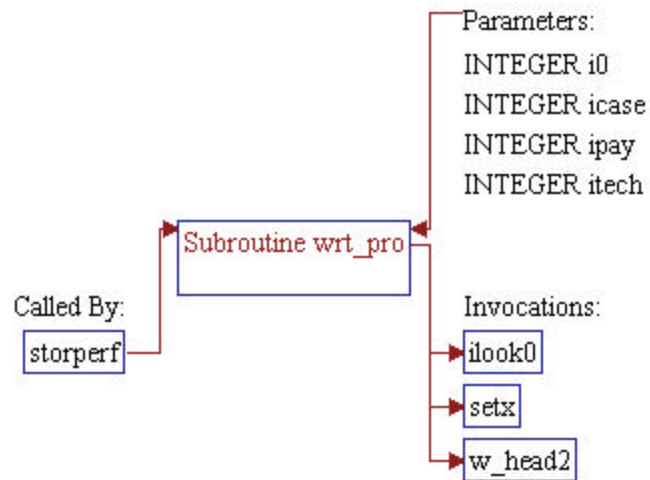 Parameters:
INTEGER i0
INTEGER icase
INTEGER ipay
INTEGER itech
Subroutine wrt_pro
Called By:
storperf
Invocations:
ilook0
setx
w_head2